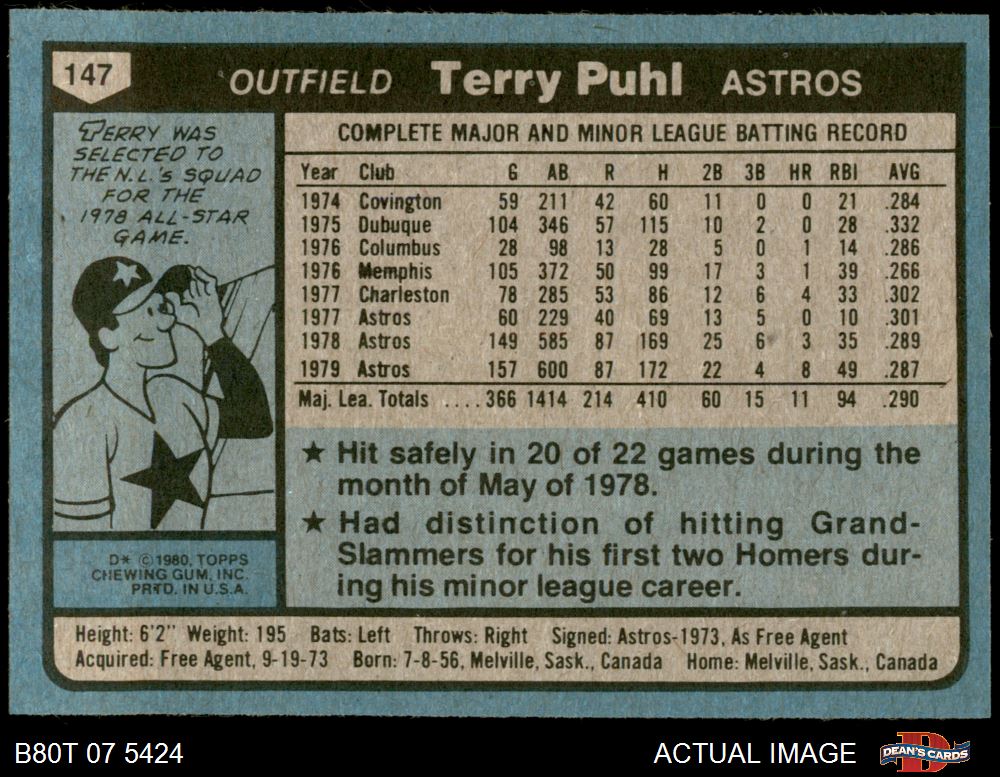 147
OUTFIELD Terry Puhl ASTROS
TERRY WAS
SELECTED TO
THE N.L.'s SQUAD
FOR THE
1978 ALL-STAR
GAME.
COMPLETE MAJOR AND MINOR LEAGUE BATTING RECORD
Year Club G AB R H 2B 3B HR RBI AVG
1974 Covington 59 211 42 60 11 0 0 21 .284
1975 Dubuque 104 346 57 115 10 2 0 28 .332
1976 Columbus 28 98 13 28 5 0 1 14 .286
1976 Memphis 105 372 50 99 17 3 1 39 .266
1977 Charleston 78 285 53 86 12 6 4 33 .302
1977 Astros 60 229 40 69 13 5 0 10 .301
1978 Astros 149 585 87 169 25 6 3 35 .289
1979 Astros 157 600 87 172 22 4 8 49 .287
Maj. Lea. Totals ....366 1414 214 410 60 15 11 94 .290
★ Hit safely in 20 of 22 games during the
month of May of 1978.
★ Had distinction of hitting Grand-
Slammers for his first two Homers dur-
ing his minor league career.
D* ©1980, TOPPS
CHEWING GUM, INC.
PRTD. IN U.S.A.
Height: 6'2" Weight: 195 Bats: Left Throws: Right Signed: Astros-1973, As Free Agent
Acquired: Free Agent, 9-19-73 Born: 7-8-56, Melville, Sask., Canada Home: Melville, Sask., Canada
B80T 07 5424 ACTUAL IMAGE DEAN'S CARDS